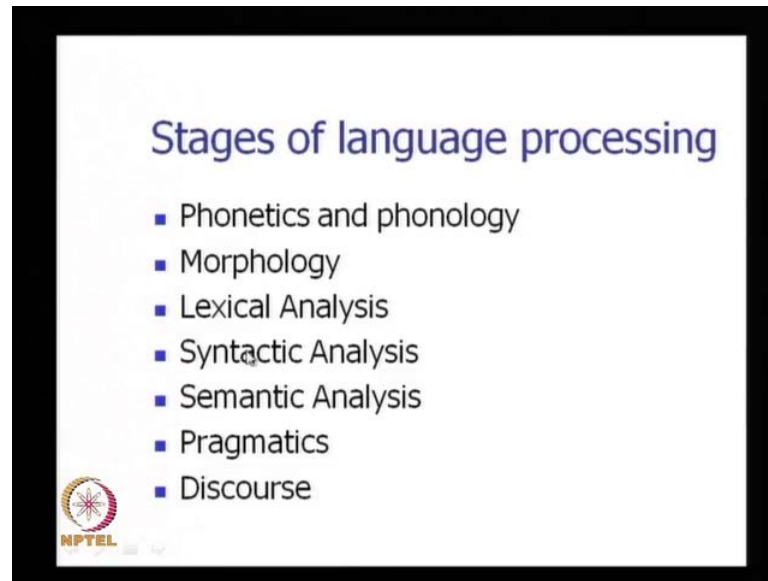 Stages of language processing
Phonetics and phonology
Morphology
Lexical Analysis
Syntactic Analysis
Semantic Analysis
Pragmatics
Discourse
NPTEL